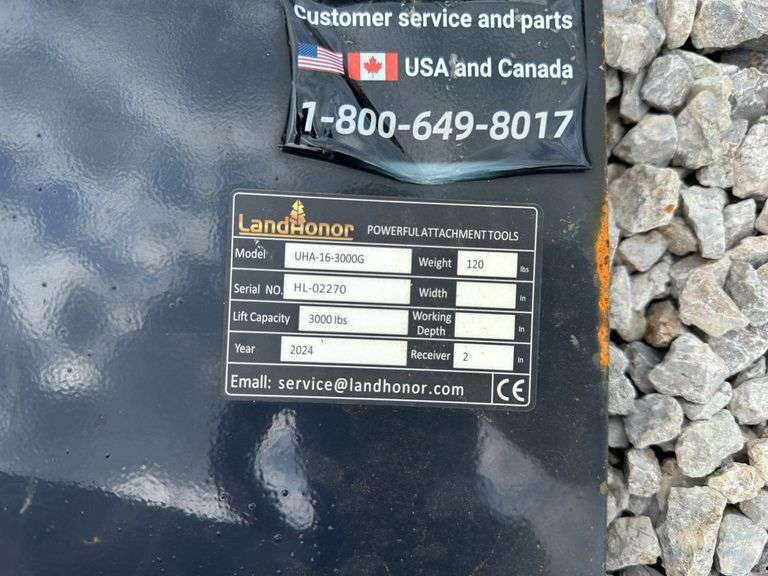 Customer service and parts
USA and Canada
1-800-649-8017
LandHonor POWERFUL ATTACHMENT TOOLS
Model UHA-16-3000G Weight 120 lbs
Serial NO. HL-02270 Width In
Lift Capacity 3000 lbs Working Depth In
Year 2024 Receiver 2 In
Email: service@landhonor.com CE